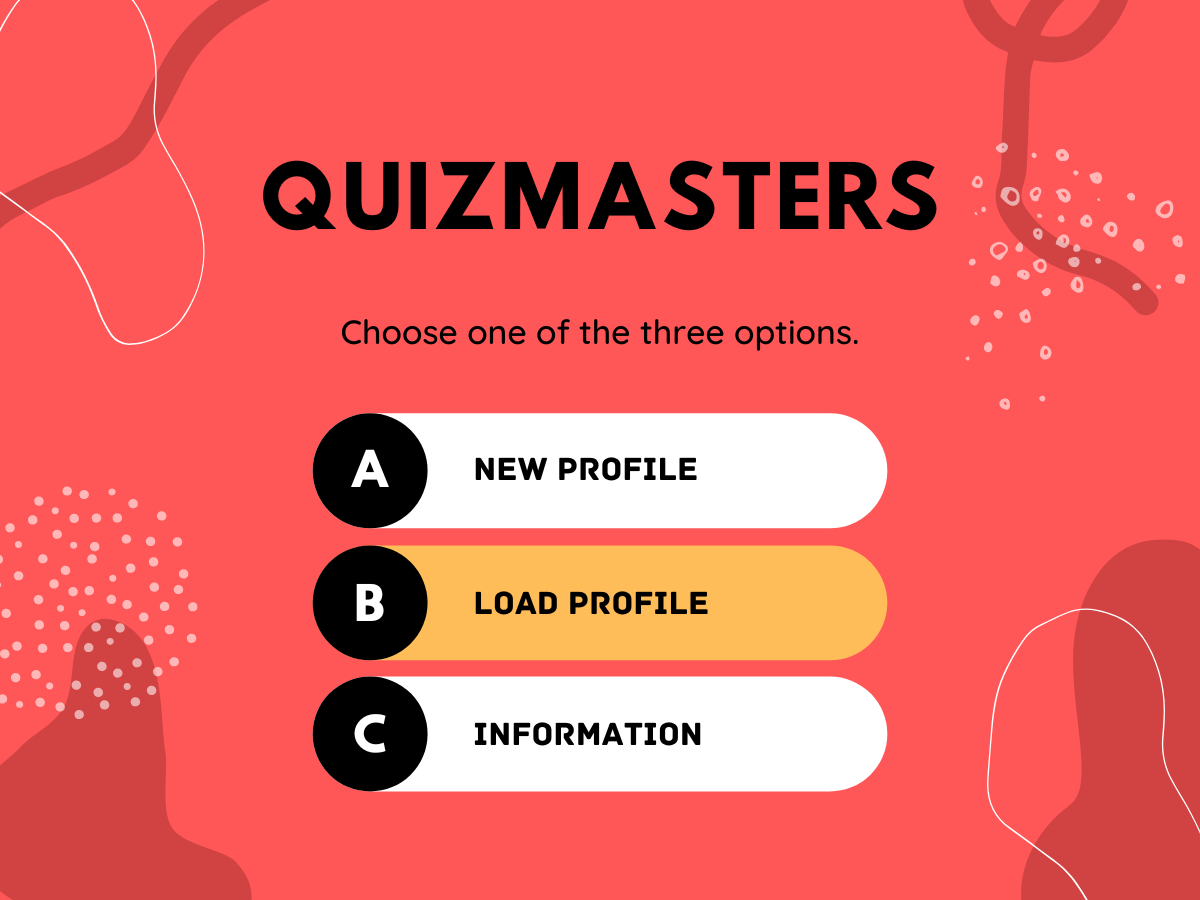 QUIZMASTERS
Choose one of the three options.
A NEW PROFILE
B LOAD PROFILE
C INFORMATION